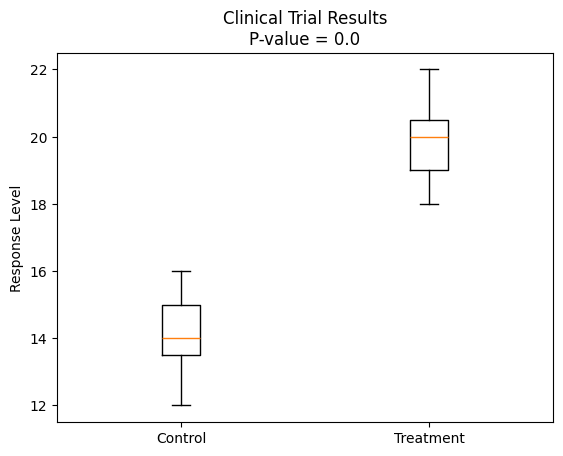 Clinical Trial Results
P-value = 0.0
22
20
18
16
14
12
Response Level
Control
Treatment